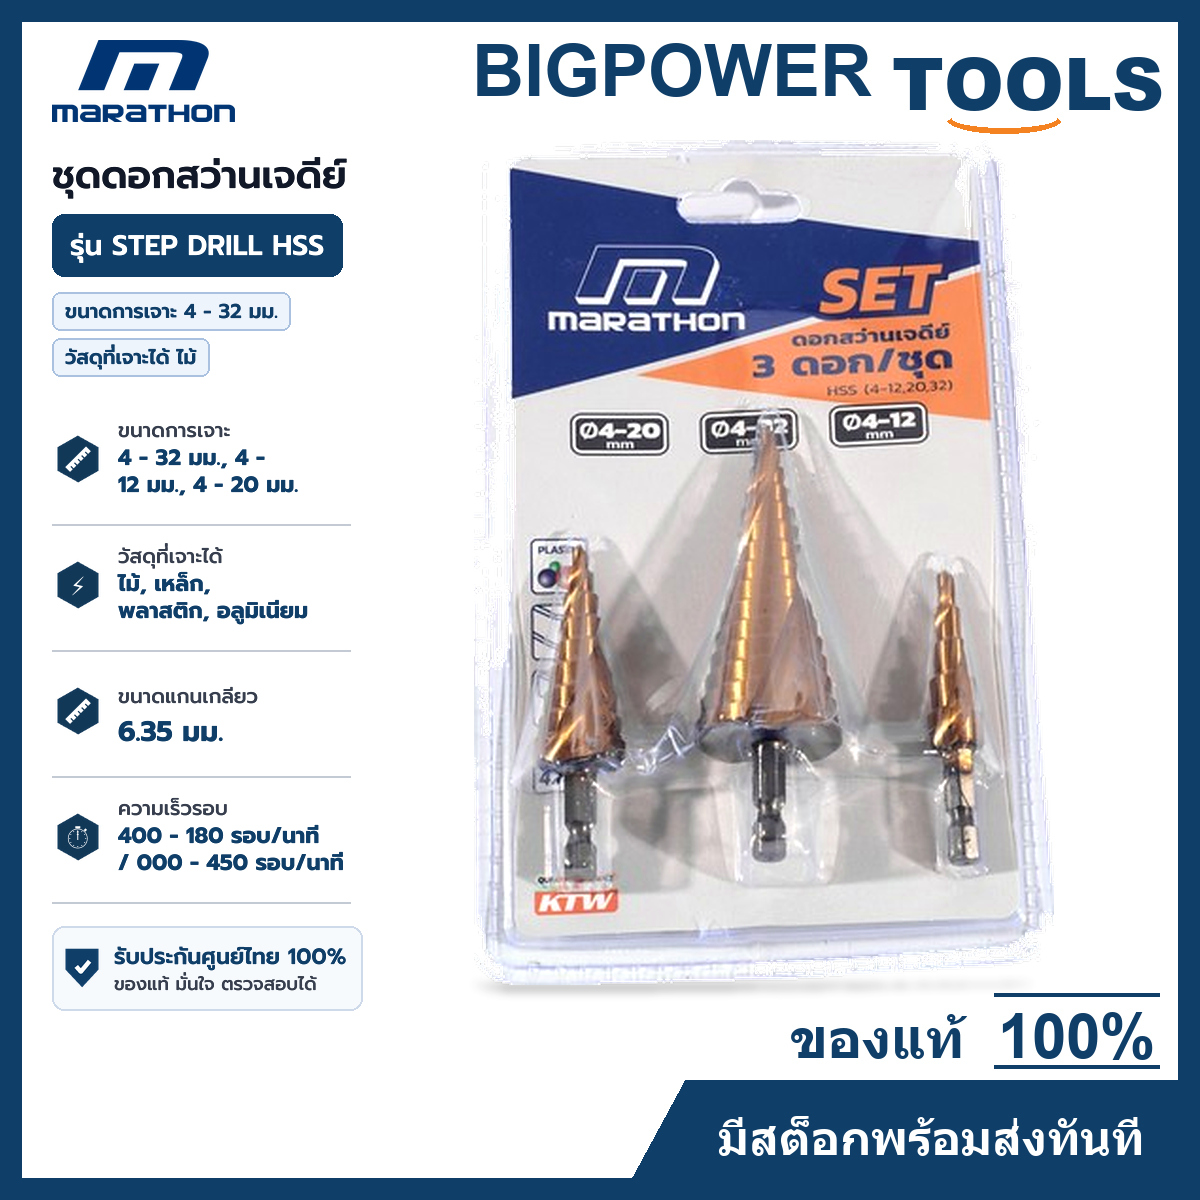 marathon
BIGPOWER TOOLS
ชุดดอกสว่านเจดีย์
รุ่น STEP DRILL HSS
ขนาดการเจาะ 4 - 32 มม.
วัสดุที่เจาะได้ ไม้
ขนาดการเจาะ
4 - 32 มม., 4 -
12 มม., 4 - 20 มม.
วัสดุที่เจาะได้
ไม้, เหล็ก,
พลาสติก, อลูมิเนียม
ขนาดแกนเกลียว
6.35 มม.
ความเร็วรอบ
400 - 180 รอบ/นาที
/ 000 - 450 รอบ/นาที
รับประกันศูนย์ไทย 100%
ของแท้ มั่นใจ ตรวจสอบได้
marathon
SET
ดอกสว่านเจดีย์
3 ดอก/ชุด
HSS (4-12,20,32)
Ø4-20
mm
Ø4-32
mm
Ø4-12
mm
KTW
ของแท้ 100%
มีสต็อกพร้อมส่งทันที